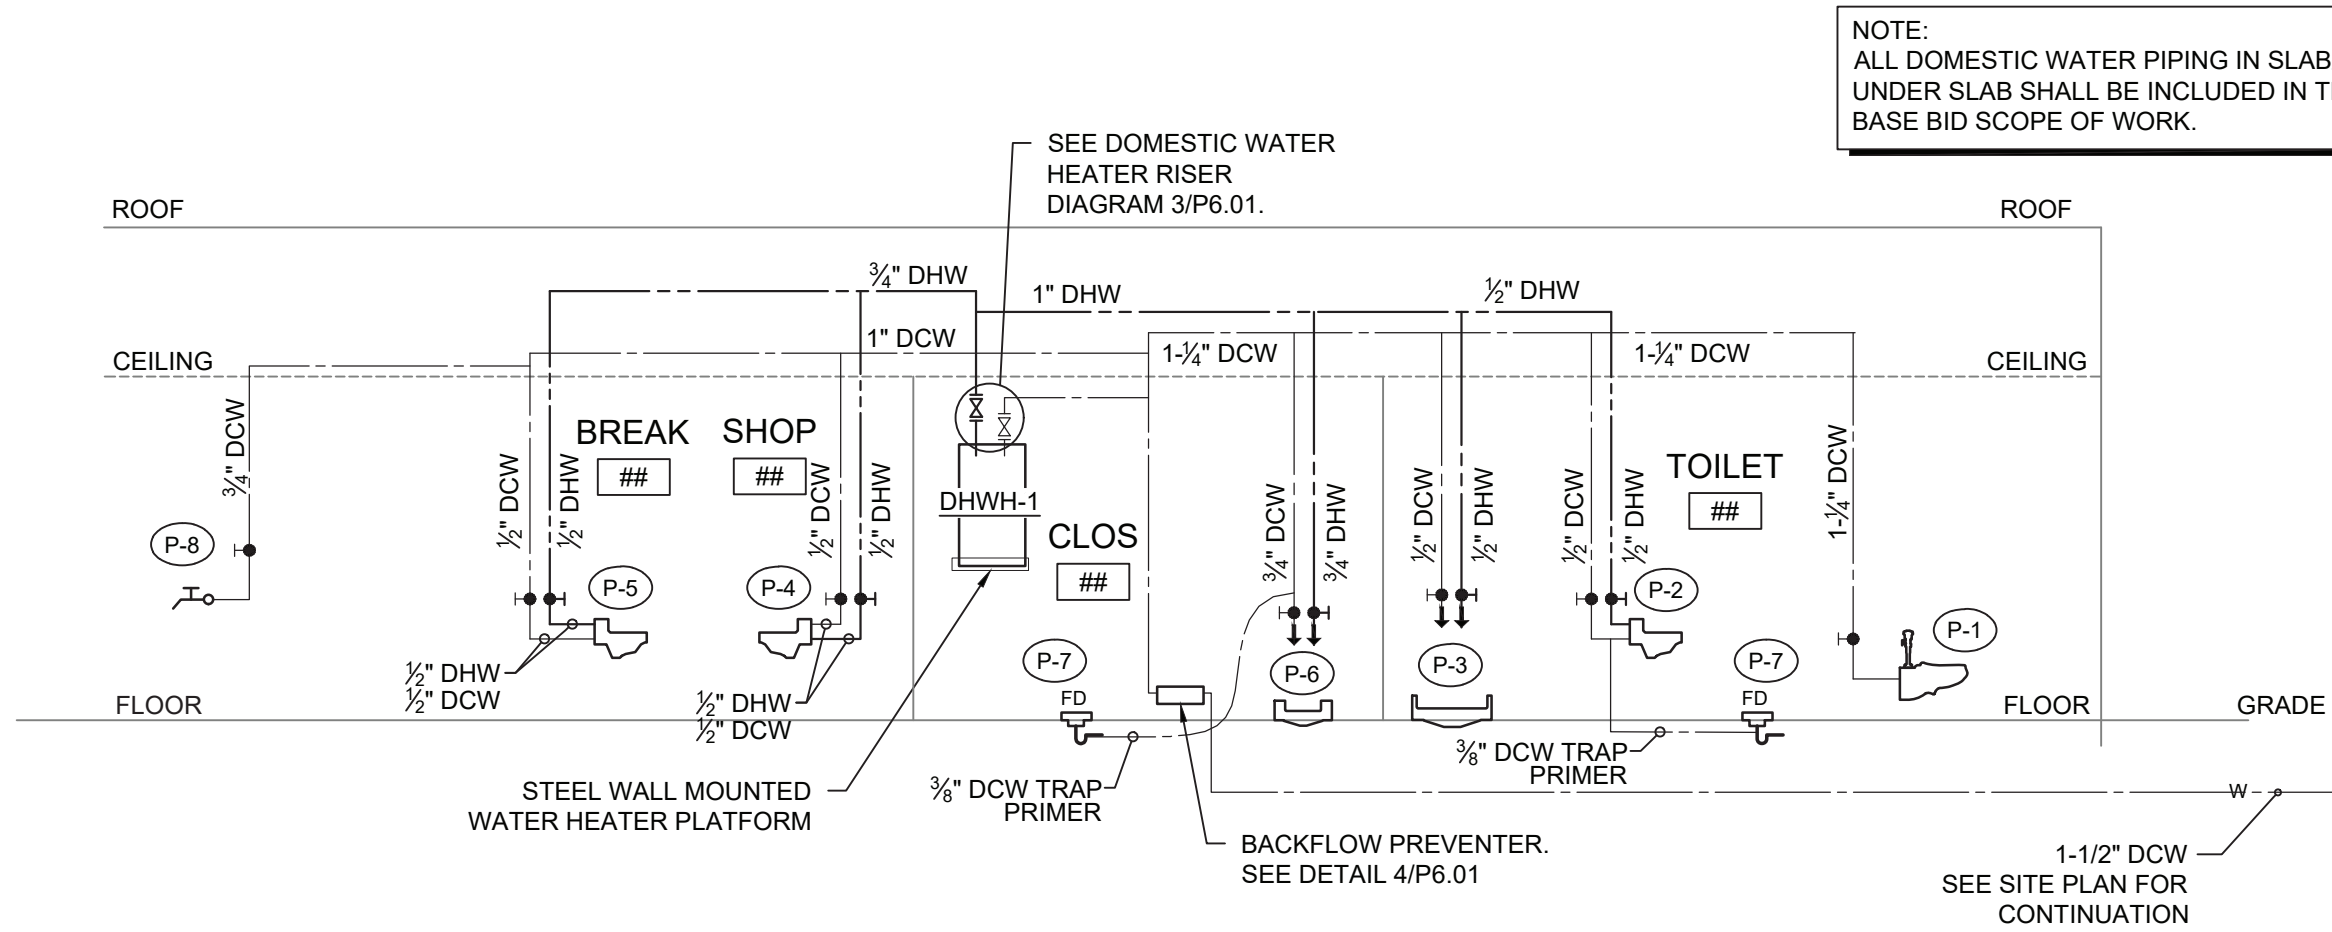 NOTE:
ALL DOMESTIC WATER PIPING IN SLAB
UNDER SLAB SHALL BE INCLUDED IN
BASE BID SCOPE OF WORK.
SEE DOMESTIC WATER
HEATER RISER
DIAGRAM 3/P6.01.
ROOF
ROOF
3/4" DHW
1" DHW
1/2" DHW
1" DCW
1-1/4" DCW
1-1/4" DCW
CEILING
CEILING
3/4" DCW
BREAK
##
SHOP
##
1/2" DCW
1/2" DHW
1/2" DCW
1/2" DHW
DHWH-1
CLOS
##
3/4" DCW
3/4" DHW
1/2" DCW
1/2" DHW
1/2" DCW
1/2" DHW
TOILET
##
1-1/4" DCW
P-8
P-5
P-4
P-2
P-1
P-7
P-6
P-3
P-7
1/2" DHW
1/2" DCW
1/2" DHW
1/2" DCW
FD
FD
FLOOR
FLOOR
GRADE
3/8" DCW TRAP
PRIMER
3/8" DCW TRAP
PRIMER
STEEL WALL MOUNTED
WATER HEATER PLATFORM
W
BACKFLOW PREVENTER.
SEE DETAIL 4/P6.01
1-1/2" DCW
SEE SITE PLAN FOR
CONTINUATION